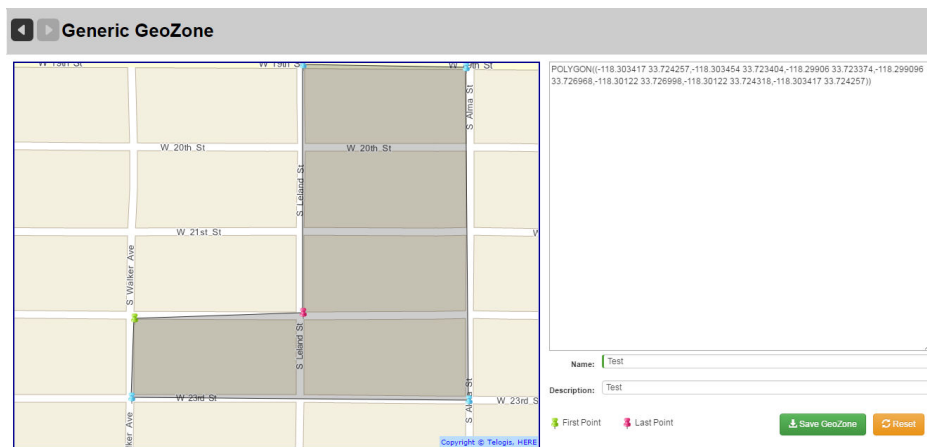 Generic GeoZone
W 19th St
W 20th St
W 20th St
S Alma St
S Leland St
W 21st St
S Walker Ave
S Leland St
W 23rd St
S Alma St
W 23rd S
Copyright © Telogis, HERE
POLYGON((-118.303417 33.724257,-118.303454 33.723404,-118.29906 33.723374,-118.299096
33.726968,-118.30122 33.726998,-118.30122 33.724318,-118.303417 33.724257))
Name: Test
Description: Test
First Point Last Point Save GeoZone Reset